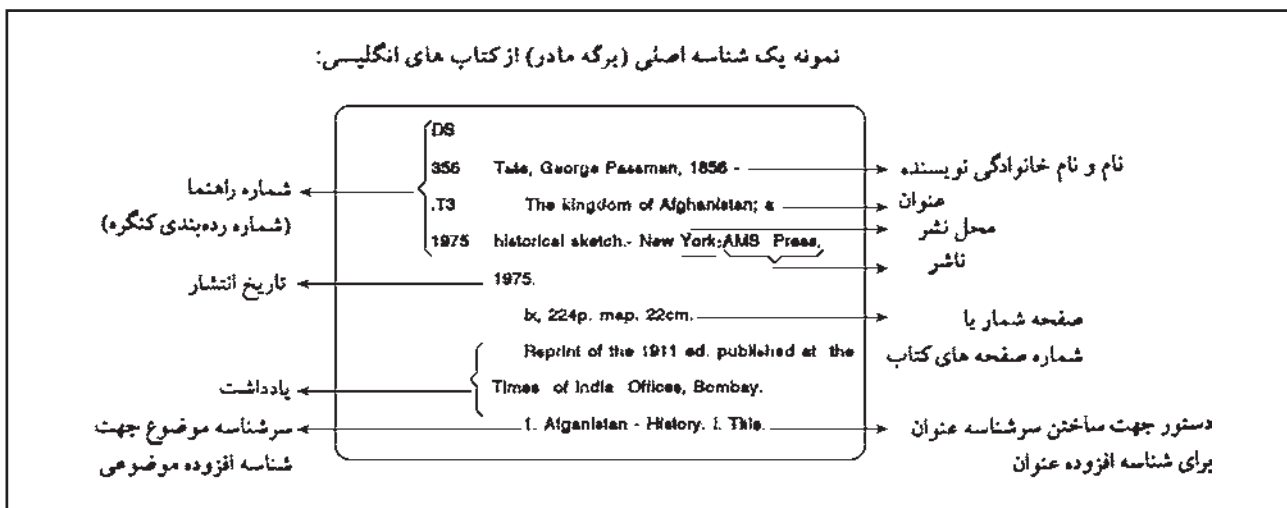 نمونه یک شناسه اصلی (برگه مادر) از کتاب های انگلیسی:
DS
356 Tate, George Passman, 1856 -
.T3 The kingdom of Afghanistan; a
1975 historical sketch.- New York: AMS Press,
1975.
ix, 224p. map. 22cm.
Reprint of the 1911 ed. published at the
Times of India Offices, Bombay.
1. Afganistan - History. I. Title.
نام و نام خانوادگی نویسنده
عنوان
محل نشر
ناشر
صفحه شمار یا
شماره صفحه های کتاب
دستور جهت ساختن سرشناسه عنوان
برای شناسه افزوده عنوان
شماره راهنما
(شماره رده‌بندی کنگره)
تاریخ انتشار
یادداشت
سرشناسه موضوع جهت
شناسه افزوده موضوعی